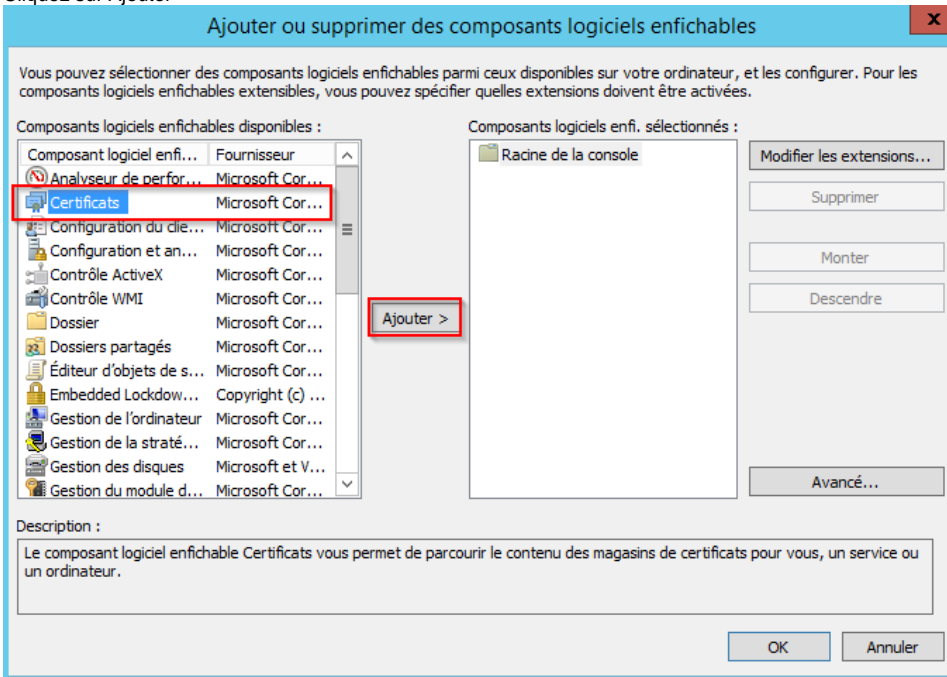 Cliquez sur Ajouter
Ajouter ou supprimer des composants logiciels enfichables
x
Vous pouvez sélectionner des composants logiciels enfichables parmi ceux disponibles sur votre ordinateur, et les configurer. Pour les
composants logiciels enfichables extensibles, vous pouvez spécifier quelles extensions doivent être activées.
Composants logiciels enfichables disponibles :
Composant logiciel enfi... Fournisseur
Analyseur de perfor... Microsoft Cor...
Certificats Microsoft Cor...
Configuration du clie... Microsoft Cor...
Configuration et an... Microsoft Cor...
Contrôle ActiveX Microsoft Cor...
Contrôle WMI Microsoft Cor...
Dossier Microsoft Cor...
Dossiers partagés Microsoft Cor...
Éditeur d'objets de s... Microsoft Cor...
Embedded Lockdow... Copyright (c) ...
Gestion de l'ordinateur Microsoft Cor...
Gestion de la straté... Microsoft Cor...
Gestion des disques Microsoft et V...
Gestion du module d... Microsoft Cor...
Ajouter >
Composants logiciels enfi. sélectionnés :
Racine de la console
Modifier les extensions...
Supprimer
Monter
Descendre
Avancé...
Description :
Le composant logiciel enfichable Certificats vous permet de parcourir le contenu des magasins de certificats pour vous, un service ou
un ordinateur.
OK
Annuler